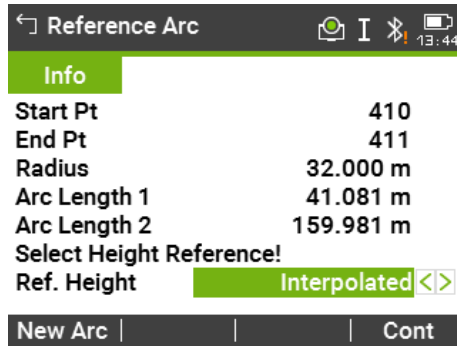 Reference Arc I 13:44
Info
Start Pt 410
End Pt 411
Radius 32.000 m
Arc Length 1 41.081 m
Arc Length 2 159.981 m
Select Height Reference!
Ref. Height Interpolated
New Arc Cont